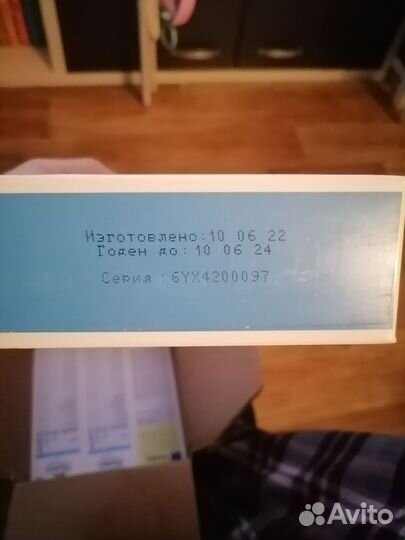 Изготовлено:10 06 22
Годен до:10 06 24
Серия : 6YX4200097
Avito